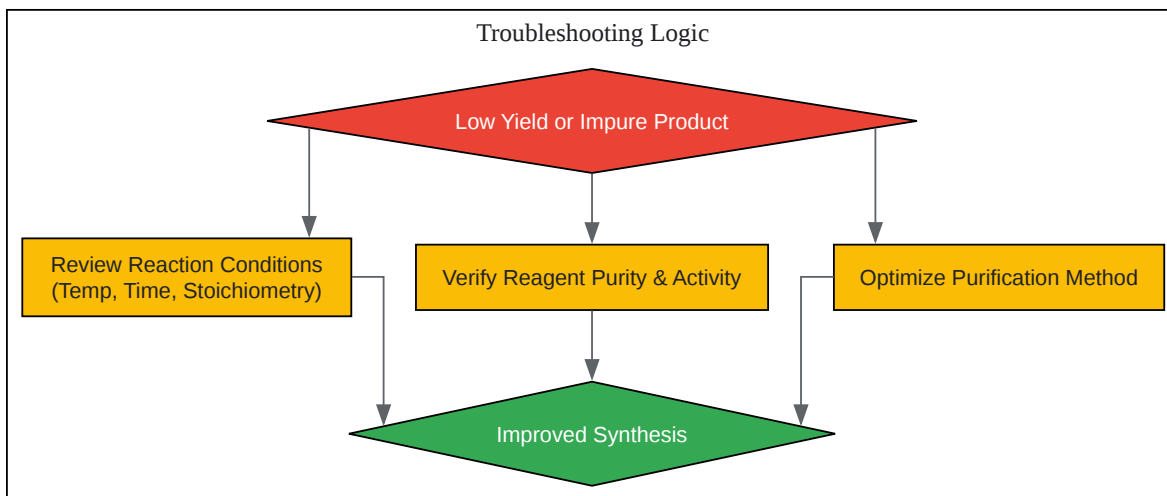 Troubleshooting Logic
Low Yield or Impure Product
Review Reaction Conditions
(Temp, Time, Stoichiometry)
Verify Reagent Purity & Activity
Optimize Purification Method
Improved Synthesis